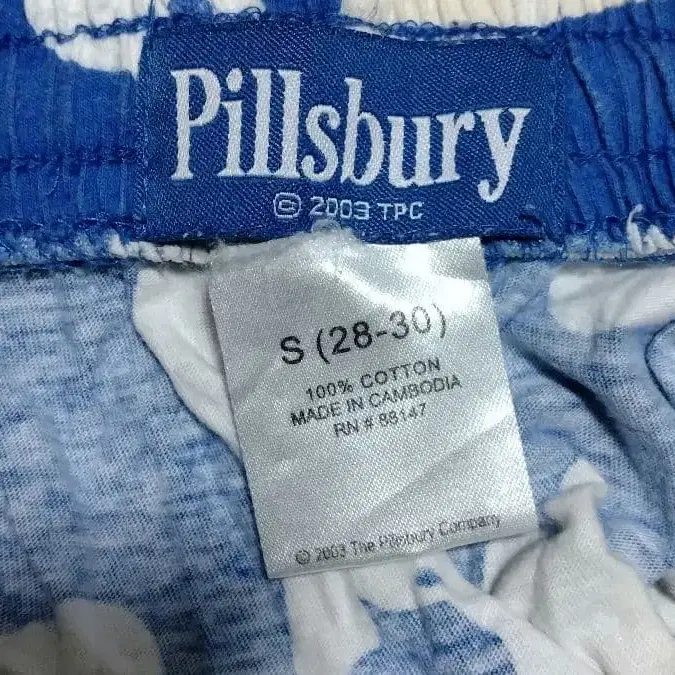 Pillsbury
© 2003 TPC
S (28-30)
100% COTTON
MADE IN CAMBODIA
RN # 88147
© 2003 The Pillsbury Company